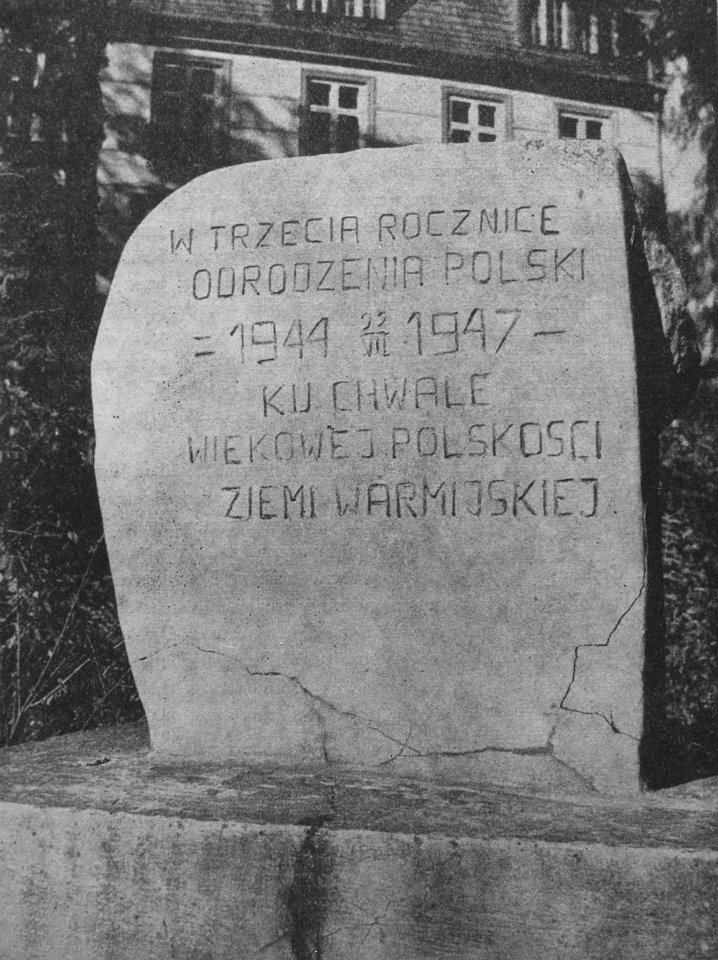 W TRZECIA ROCZNICE
ODRODZENIA POLSKI
= 1944 22 VII 1947 –
KU CHWALE
WIEKOWEJ POLSKOSCI
ZIEMI WARMIJSKIEJ.